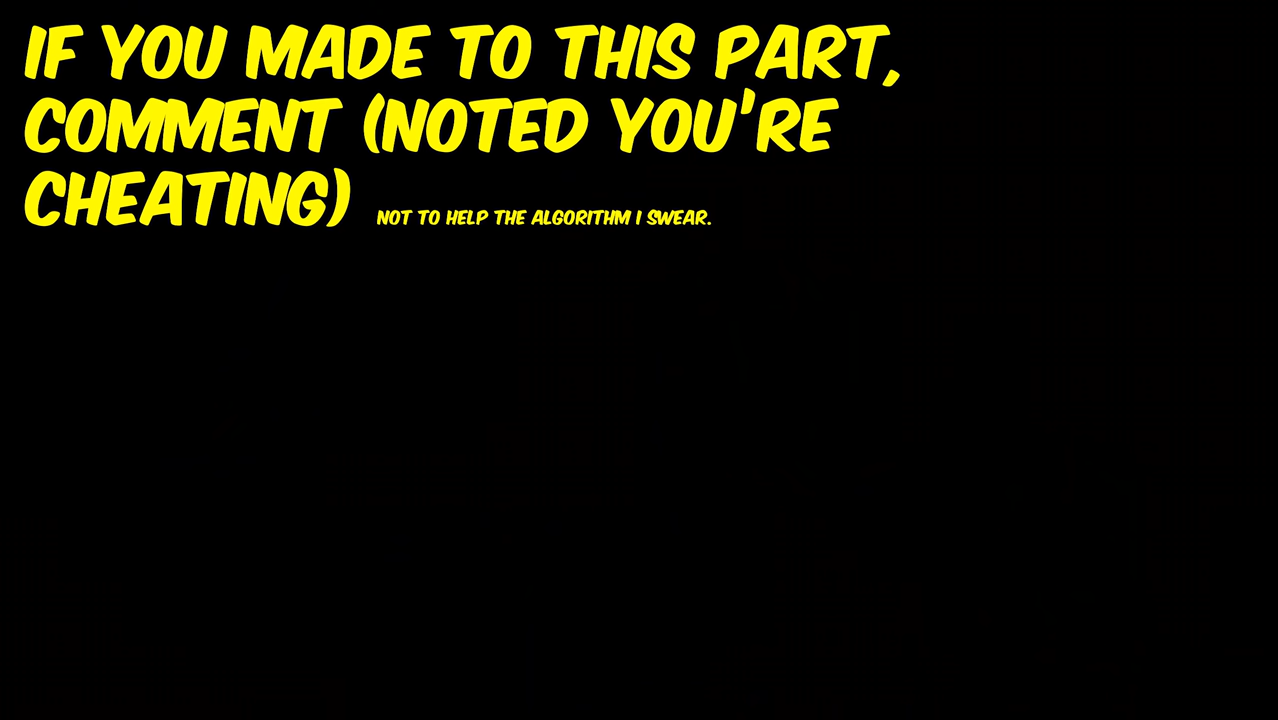 IF YOU MADE TO THIS PART,
COMMENT (NOTED YOU'RE
CHEATING) NOT TO HELP THE ALGORITHM I SWEAR.